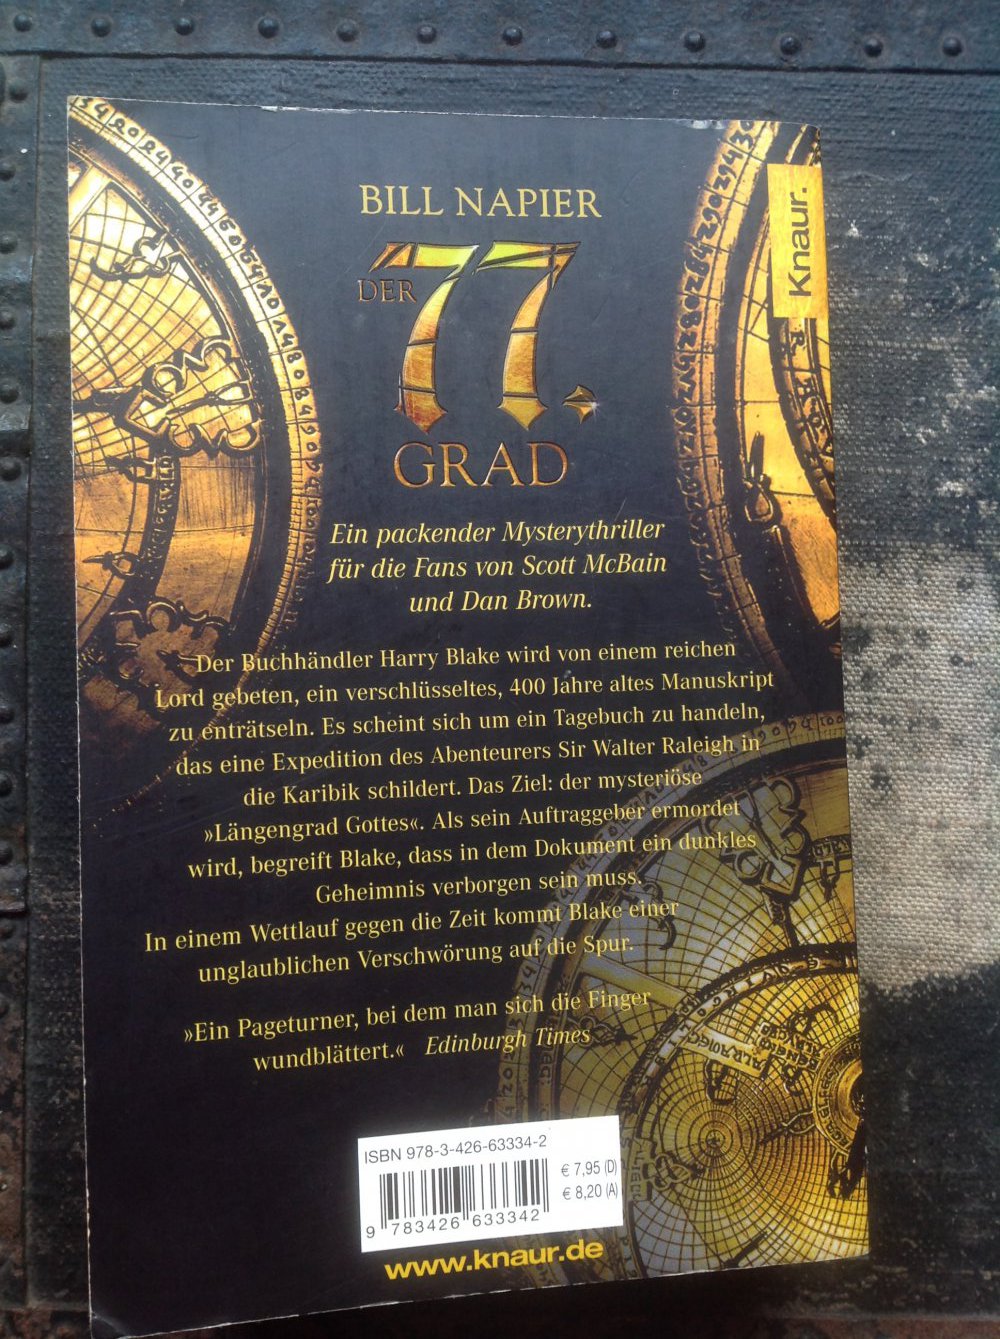 BILL NAPIER
Knaur.
DER 77.
GRAD
Ein packender Mysterythriller
für die Fans von Scott McBain
und Dan Brown.
Der Buchhändler Harry Blake wird von einem reichen
Lord gebeten, ein verschlüsseltes, 400 Jahre altes Manuskript
zu enträtseln. Es scheint sich um ein Tagebuch zu handeln,
das eine Expedition des Abenteurers Sir Walter Raleigh in
die Karibik schildert. Das Ziel: der mysteriöse
»Längengrad Gottes«. Als sein Auftraggeber ermordet
wird, begreift Blake, dass in dem Dokument ein dunkles
Geheimnis verborgen sein muss.
In einem Wettlauf gegen die Zeit kommt Blake einer
unglaublichen Verschwörung auf die Spur.
»Ein Pageturner, bei dem man sich die Finger
wundblättert.« Edinburgh Times
ISBN 978-3-426-63334-2
€ 7,95 (D)
€ 8,20 (A)
9 783426 633342
www.knaur.de